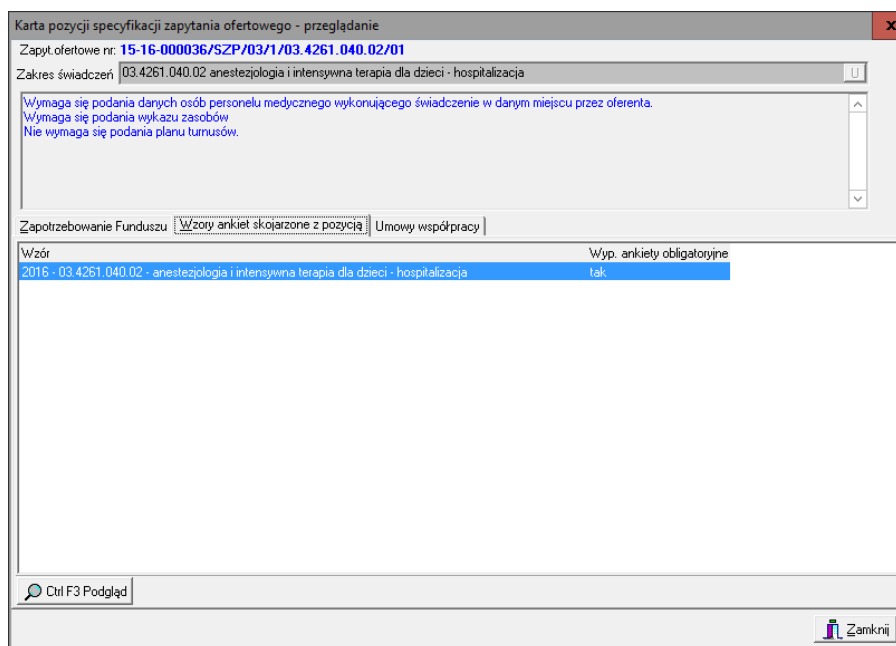 Karta pozycji specyfikacji zapytania ofertowego - przeglądanie
x
Zapyt.ofertowe nr: 15-16-000036/SZP/03/1/03.4261.040.02/01
Zakres świadczeń 03.4261.040.02 anestezjologia i intensywna terapia dla dzieci - hospitalizacja U
Wymaga się podania danych osób personelu medycznego wykonującego świadczenie w danym miejscu przez oferenta.
Wymaga się podania wykazu zasobów
Nie wymaga się podania planu turnusów.
Zapotrzebowanie Funduszu Wzory ankiet skojarzone z pozycją Umowy współpracy
Wzór Wyp. ankiety obligatoryjne
2016 - 03.4261.040.02 - anestezjologia i intensywna terapia dla dzieci - hospitalizacja tak
Ctrl F3 Podgląd
Zamknij